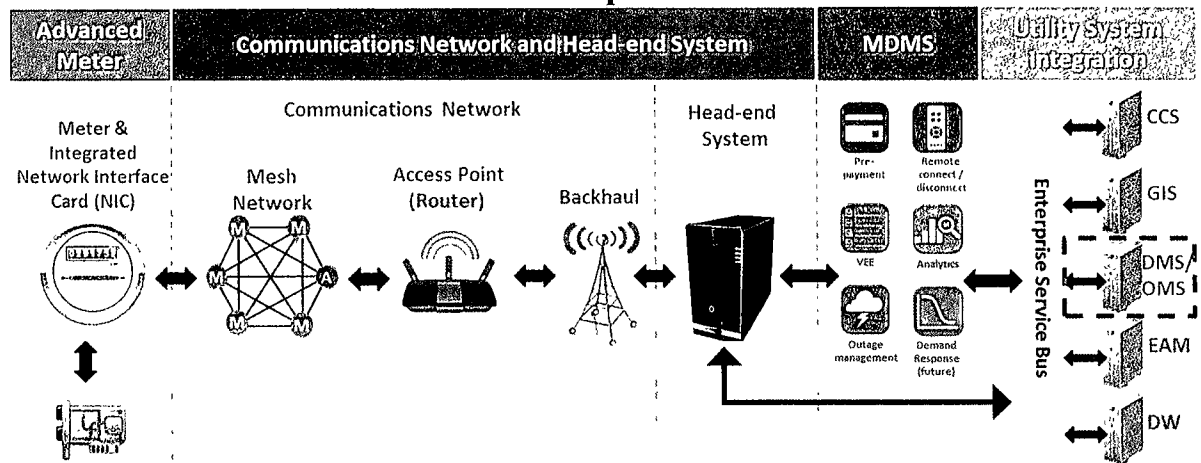 Advanced
Meter
Communications Network and Head-end System
MDMS
Utility System
Integration
Communications Network
Head-end
System
Meter &
Integrated
Network Interface
Card (NIC)
Mesh
Network
Access Point
(Router)
Backhaul
M
M
M
A
M
M
Pre-
payment
Remote
connect /
disconnect
VEE
Analytics
Outage
management
Demand
Response
(future)
Enterprise Service Bus
CCS
GIS
DMS/
OMS
EAM
DW